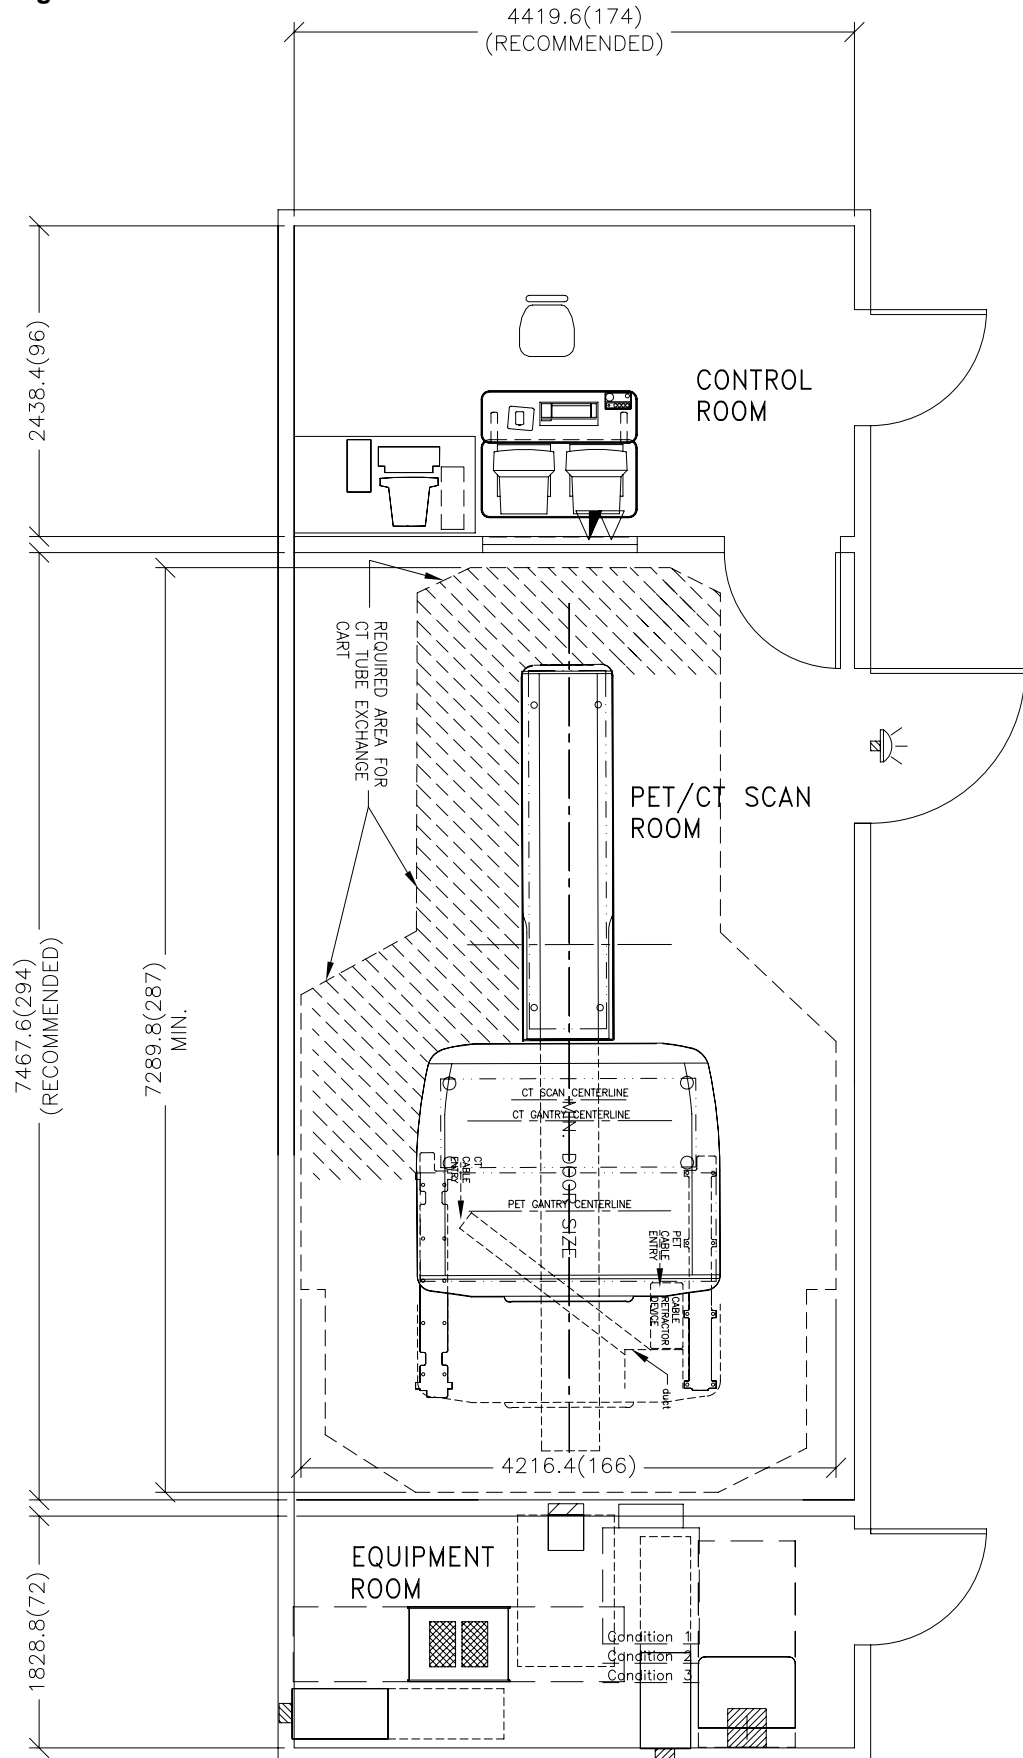 g
4419.6(174)
(RECOMMENDED)
2438.4(96)
CONTROL
ROOM
REQUIRED AREA FOR
CT TUBE EXCHANGE
CART
PET/CT SCAN
ROOM
7467.6(294)
(RECOMMENDED)
7289.8(287)
MIN.
CT SCAN CENTERLINE
CT GANTRY CENTERLINE
MIN. DOOR SIZE
CT
CABLE
ENTRY
PET GANTRY CENTERLINE
PET
CABLE
ENTRY
CABLE
RETRACTOR
DEVICE
duct
4216.4(166)
EQUIPMENT
ROOM
1828.8(72)
Condition 1
Condition 2
Condition 3